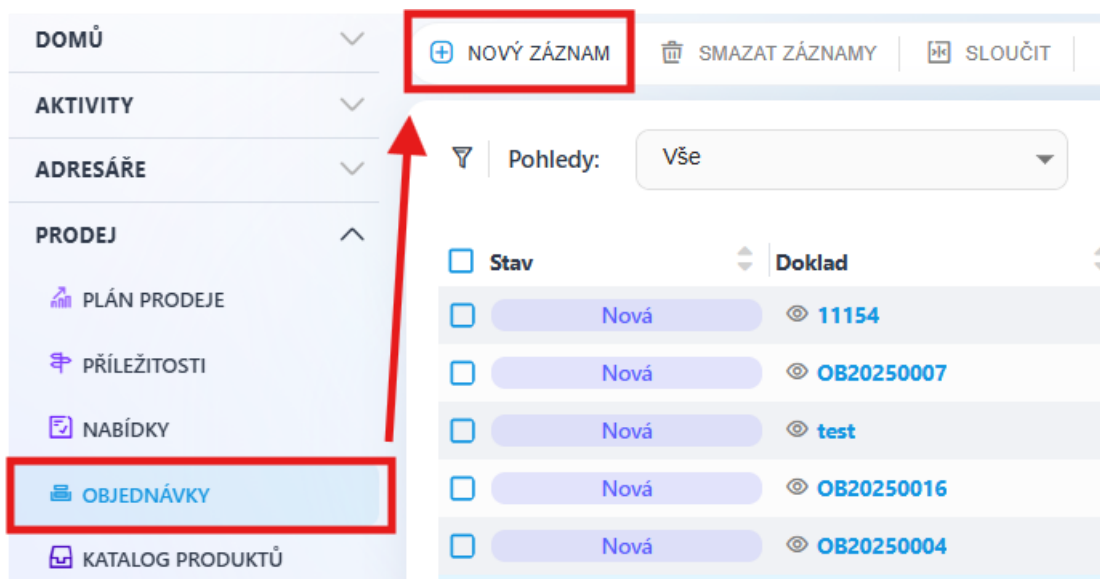 DOMŮ
AKTIVITY
ADRESÁŘE
PRODEJ
PLÁN PRODEJE
PŘÍLEŽITOSTI
NABÍDKY
OBJEDNÁVKY
KATALOG PRODUKTŮ
NOVÝ ZÁZNAM SMAZAT ZÁZNAMY SLOUČIT
Pohledy: Vše
Stav Doklad
Nová 11154
Nová OB20250007
Nová test
Nová OB20250016
Nová OB20250004